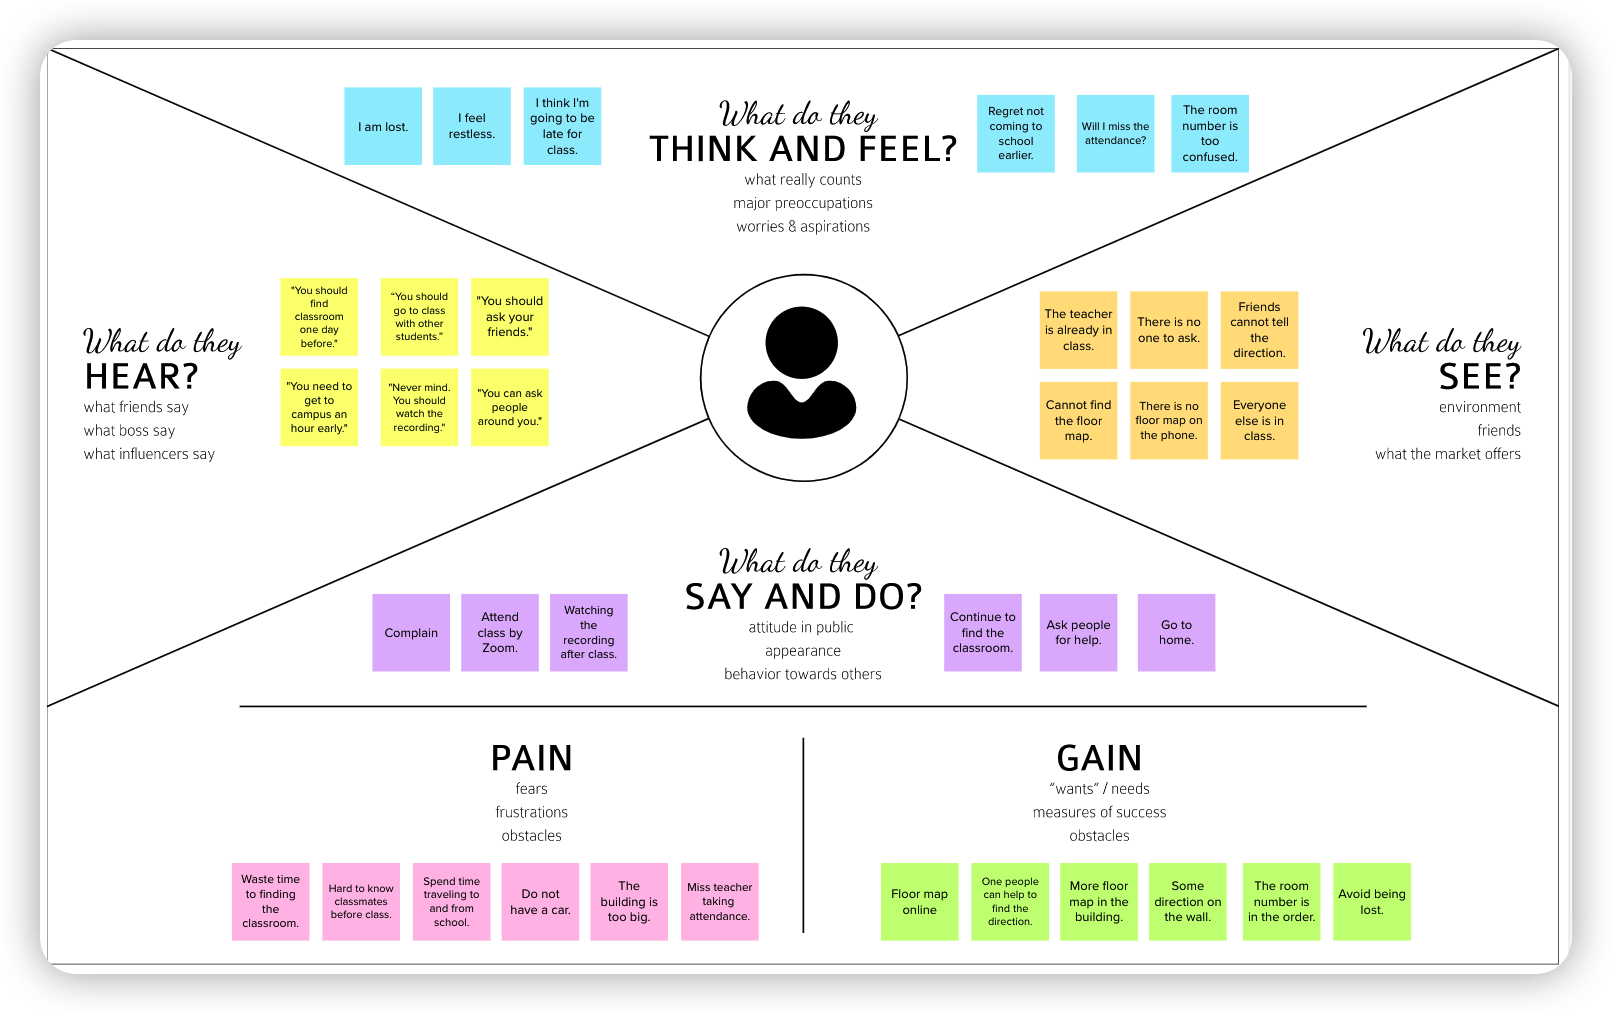 I am lost.
I feel
restless.
I think I'm
going to be
late for
class.
What do they
THINK AND FEEL?
what really counts
major preoccupations
worries & aspirations
Regret not
coming to
school
earlier.
Will I miss the
attendance?
The room
number is
too
confused.
What do they
HEAR?
what friends say
what boss say
what influencers say
"You should
find
classroom
one day
before."
"You should
go to class
with other
students."
"You should
ask your
friends."
"You need to
get to
campus an
hour early."
"Never mind.
You should
watch the
recording."
"You can ask
people
around you."
The teacher
is already in
class.
There is no
one to ask.
Friends
cannot tell
the
direction.
Cannot find
the floor
map.
There is no
floor map on
the phone.
Everyone
else is in
class.
What do they
SEE?
environment
friends
what the market offers
What do they
SAY AND DO?
attitude in public
appearance
behavior towards others
Complain
Attend
class by
Zoom.
Watching
the
recording
after class.
Continue to
find the
classroom.
Ask people
for help.
Go to
home.
PAIN
fears
frustrations
obstacles
Waste time
to finding
the
classroom.
Hard to know
classmates
before class.
Spend time
traveling to
and from
school.
Do not
have a car.
The
building is
too big.
Miss teacher
taking
attendance.
GAIN
"wants" / needs
measures of success
obstacles
Floor map
online
One people
can help to
find the
direction.
More floor
map in the
building.
Some
direction on
the wall.
The room
number is
in the order.
Avoid being
lost.